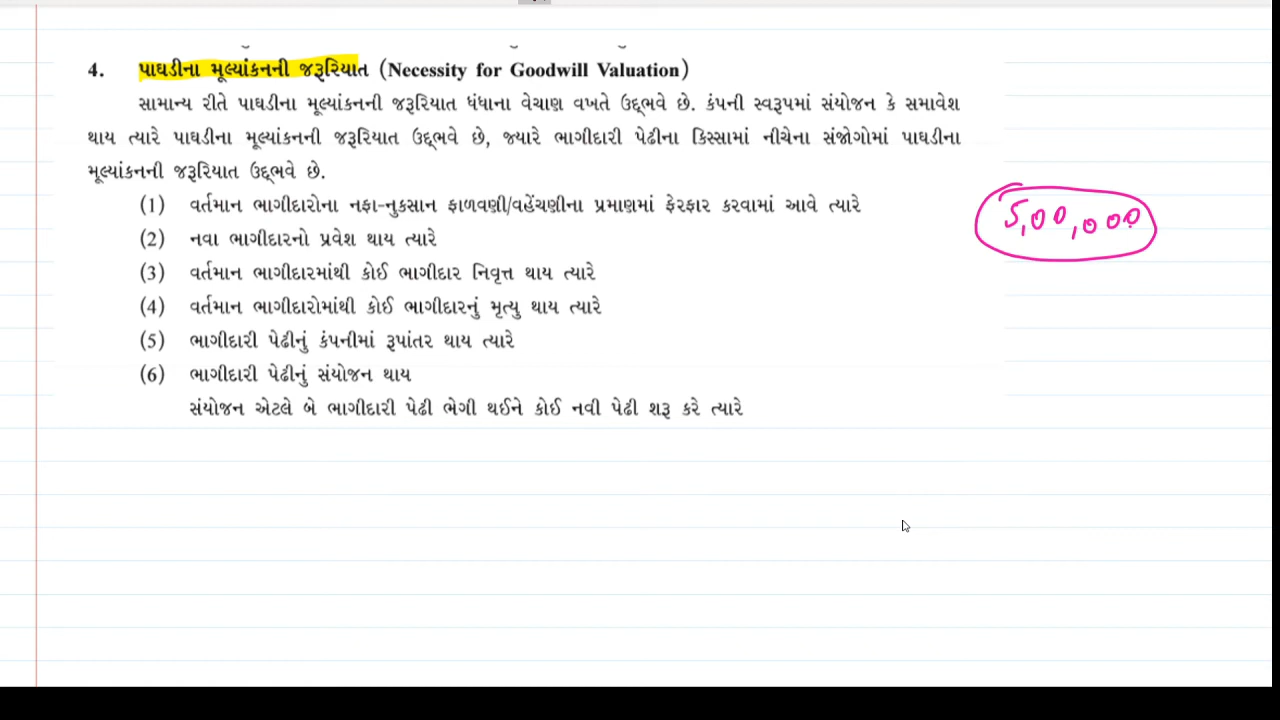 4. પાઘડીના મૂલ્યાંકનની જરૂરિયાત (Necessity for Goodwill Valuation)
સામાન્ય રીતે પાઘડીના મૂલ્યાંકનની જરૂરિયાત ધંધાના વેચાણ વખતે ઉદ્દ્ભવે છે. કંપની સ્વરૂપમાં સંયોજન કે સમાવેશ
થાય ત્યારે પાઘડીના મૂલ્યાંકનની જરૂરિયાત ઉદ્દ્ભવે છે, જ્યારે ભાગીદારી પેઢીના કિસ્સામાં નીચેના સંજોગોમાં પાઘડીના
મૂલ્યાંકનની જરૂરિયાત ઉદ્દ્ભવે છે.
(1) વર્તમાન ભાગીદારોના નફા-નુકસાન ફાળવણી/વહેંચણીના પ્રમાણમાં ફેરફાર કરવામાં આવે ત્યારે
5,00,000
(2) નવા ભાગીદારનો પ્રવેશ થાય ત્યારે
(3) વર્તમાન ભાગીદારમાંથી કોઈ ભાગીદાર નિવૃત્ત થાય ત્યારે
(4) વર્તમાન ભાગીદારોમાંથી કોઈ ભાગીદારનું મૃત્યુ થાય ત્યારે
(5) ભાગીદારી પેઢીનું કંપનીમાં રૂપાંતર થાય ત્યારે
(6) ભાગીદારી પેઢીનું સંયોજન થાય
સંયોજન એટલે બે ભાગીદારી પેઢી ભેગી થઈને કોઈ નવી પેઢી શરૂ કરે ત્યારે